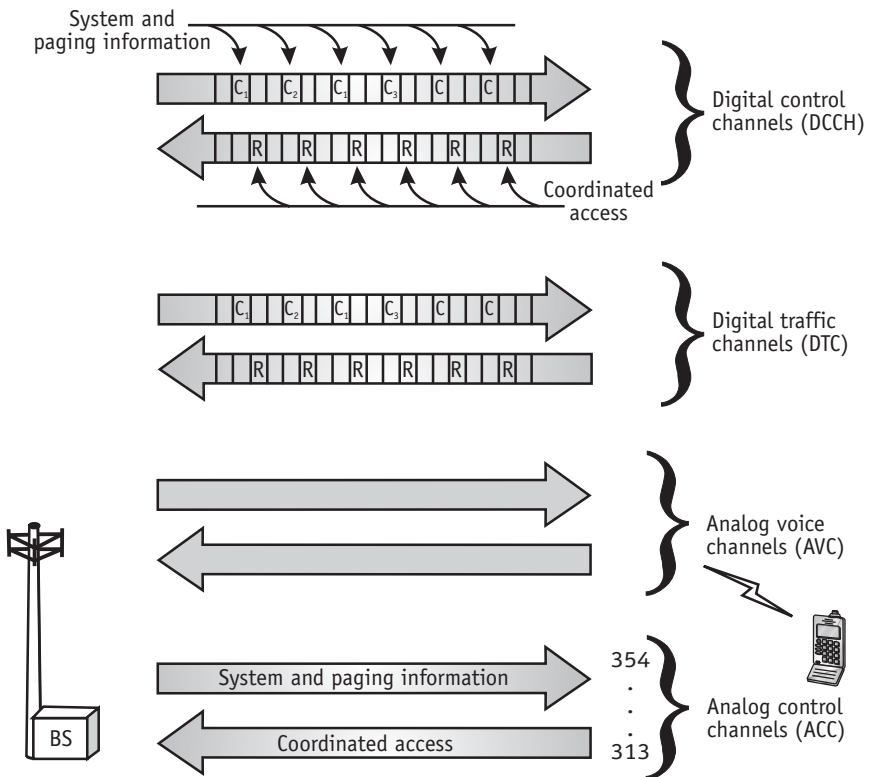 System and
paging information
C₁ C₂ C₁ C₃ C C
R R R R R R
Digital control
channels (DCCH)
Coordinated
access
C₁ C₂ C₁ C₃ C C
R R R R R R
Digital traffic
channels (DTC)
Analog voice
channels (AVC)
System and paging information
354
.
.
.
313
Coordinated access
Analog control
channels (ACC)
BS